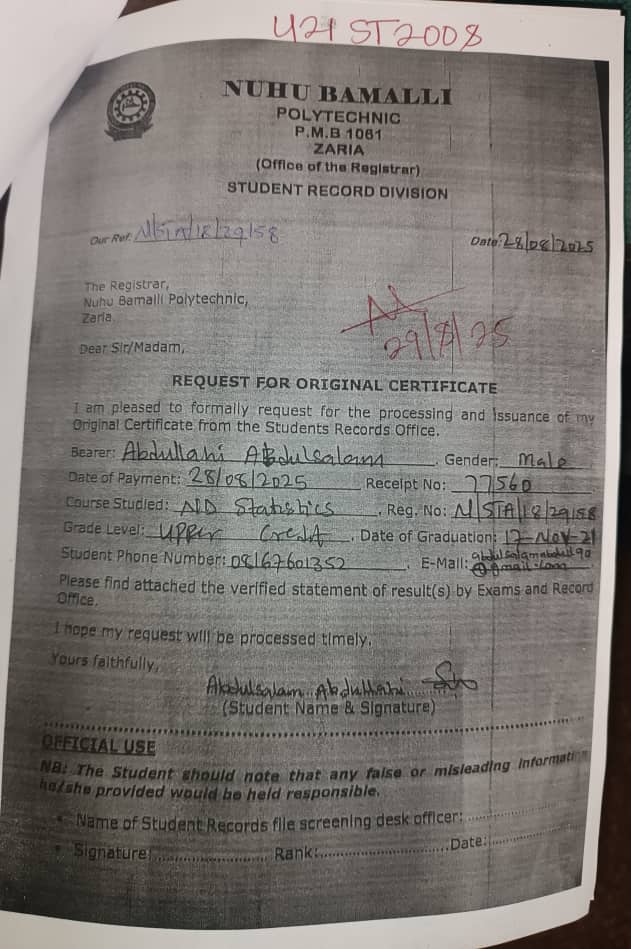 U21 ST2008
NUHU BAMALLI
POLYTECHNIC
P.M.B 1061
ZARIA
(Office of the Registrar)
STUDENT RECORD DIVISION
Our Ref: N/STA/18/29158
Date: 28/08/2025
The Registrar,
Nuhu Bamalli Polytechnic,
Zaria.
29/8/25
Dear Sir/Madam,
REQUEST FOR ORIGINAL CERTIFICATE
I am pleased to formally request for the processing and issuance of my
Original Certificate from the Students Records Office.
Bearer: Abdullahi Abdulsalam. Gender: Male
Date of Payment: 28/08/2025 Receipt No: 77560
Course Studied: ND Statistics. Reg. No: N/STA/18/29158
Grade Level: UPPer Credit. Date of Graduation: 17-Nov-21
Student Phone Number: 08167601352. E-Mail:
@gmail.com
Please find attached the verified statement of result(s) by Exams and Record
Office.
I hope my request will be processed timely.
Yours faithfully,
Abdulsalam Abdullahi
(Student Name & Signature)
OFFICIAL USE
NB: The Student should note that any false or misleading informati
he/she provided would be held responsible.
• Name of Student Records file screening desk officer:
• Signature: Rank: Date: